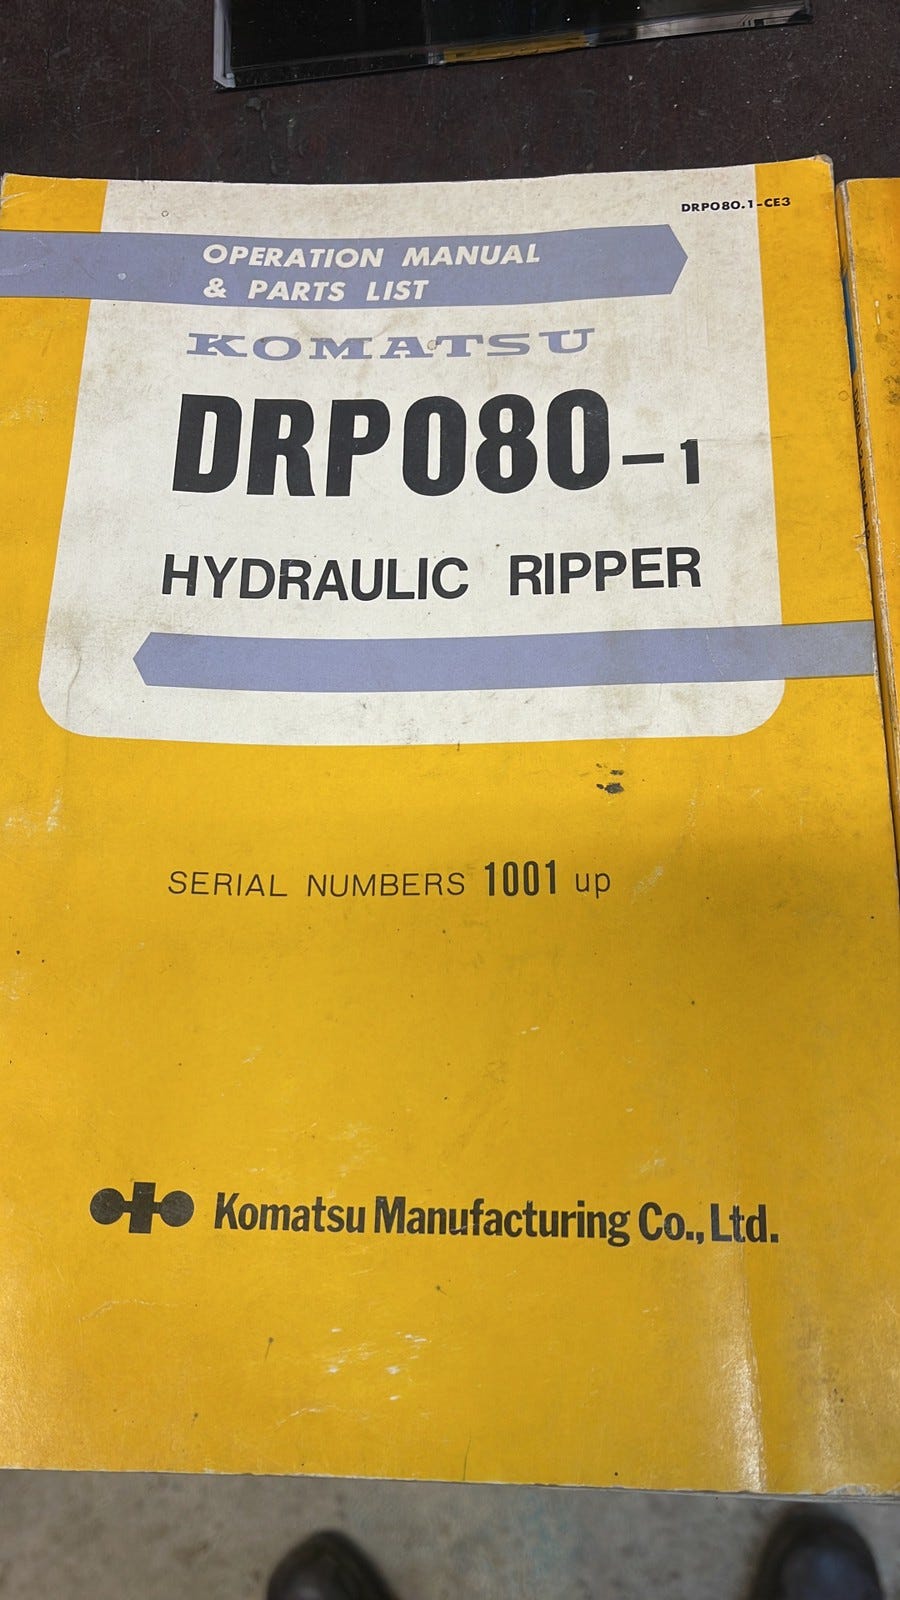 DRP080.1-CE3
OPERATION MANUAL
& PARTS LIST
KOMATSU
DRP080-1
HYDRAULIC RIPPER
SERIAL NUMBERS 1001 up
Komatsu Manufacturing Co., Ltd.